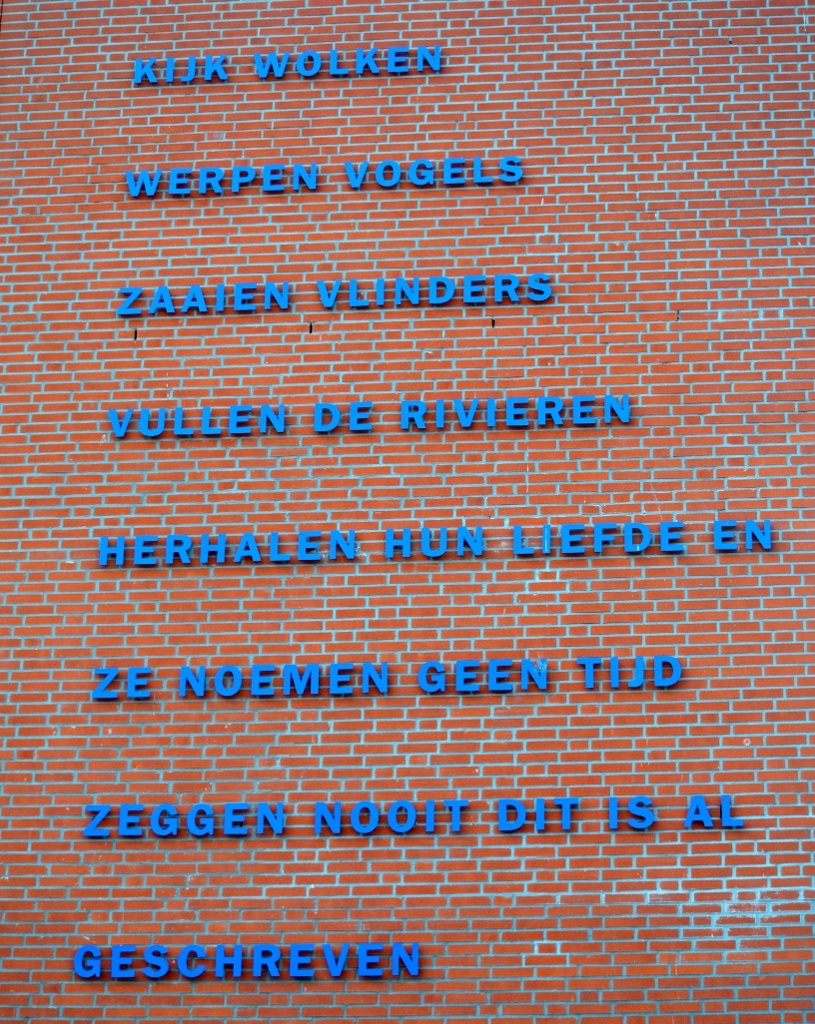 KIJK WOLKEN
WERPEN VOGELS
ZAAIEN VLINDERS
VULLEN DE RIVIEREN
HERHALEN HUN LIEFDE EN
ZE NOEMEN GEEN TIJD
ZEGGEN NOOIT DIT IS AL
GESCHREVEN